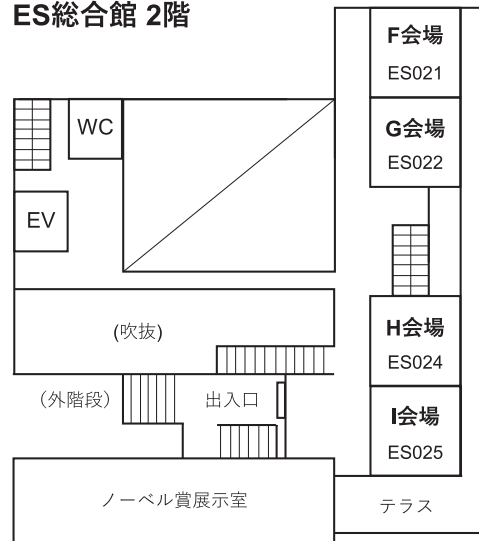 ES総合館 2階
F会場
ES021
WC
G会場
ES022
EV
(吹抜)
H会場
ES024
(外階段)
出入口
I会場
ES025
ノーベル賞展示室
テラス